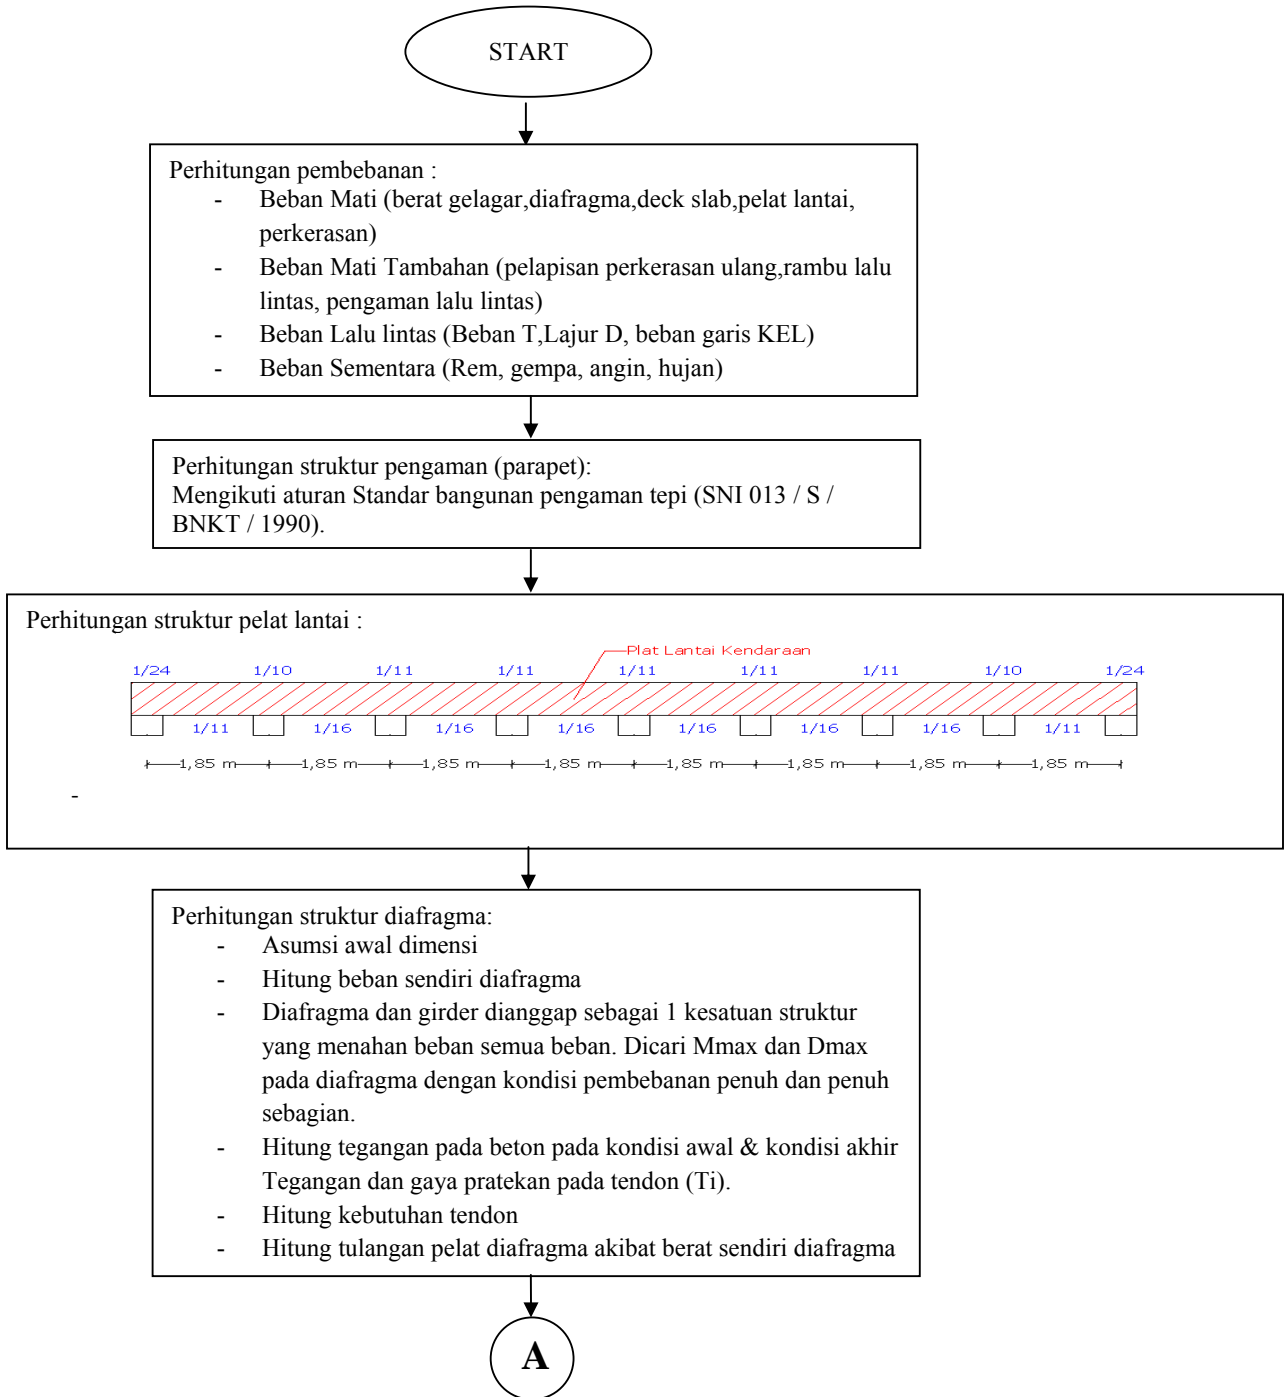 START
Perhitungan pembebanan :
- Beban Mati (berat gelagar,diafragma,deck slab,pelat lantai,
perkerasan)
- Beban Mati Tambahan (pelapisan perkerasan ulang,rambu lalu
lintas, pengaman lalu lintas)
- Beban Lalu lintas (Beban T,Lajur D, beban garis KEL)
- Beban Sementara (Rem, gempa, angin, hujan)
Perhitungan struktur pengaman (parapet):
Mengikuti aturan Standar bangunan pengaman tepi (SNI 013 / S /
BNKT / 1990).
Perhitungan struktur pelat lantai :
Plat Lantai Kendaraan
1/24 1/10 1/11 1/11 1/11 1/11 1/11 1/10 1/24
1/11 1/16 1/16 1/16 1/16 1/16 1/16 1/11
1,85 m 1,85 m 1,85 m 1,85 m 1,85 m 1,85 m 1,85 m 1,85 m
-
Perhitungan struktur diafragma:
- Asumsi awal dimensi
- Hitung beban sendiri diafragma
- Diafragma dan girder dianggap sebagai 1 kesatuan struktur
yang menahan beban semua beban. Dicari Mmax dan Dmax
pada diafragma dengan kondisi pembebanan penuh dan penuh
sebagian.
- Hitung tegangan pada beton pada kondisi awal & kondisi akhir
Tegangan dan gaya pratekan pada tendon (Ti).
- Hitung kebutuhan tendon
- Hitung tulangan pelat diafragma akibat berat sendiri diafragma
A